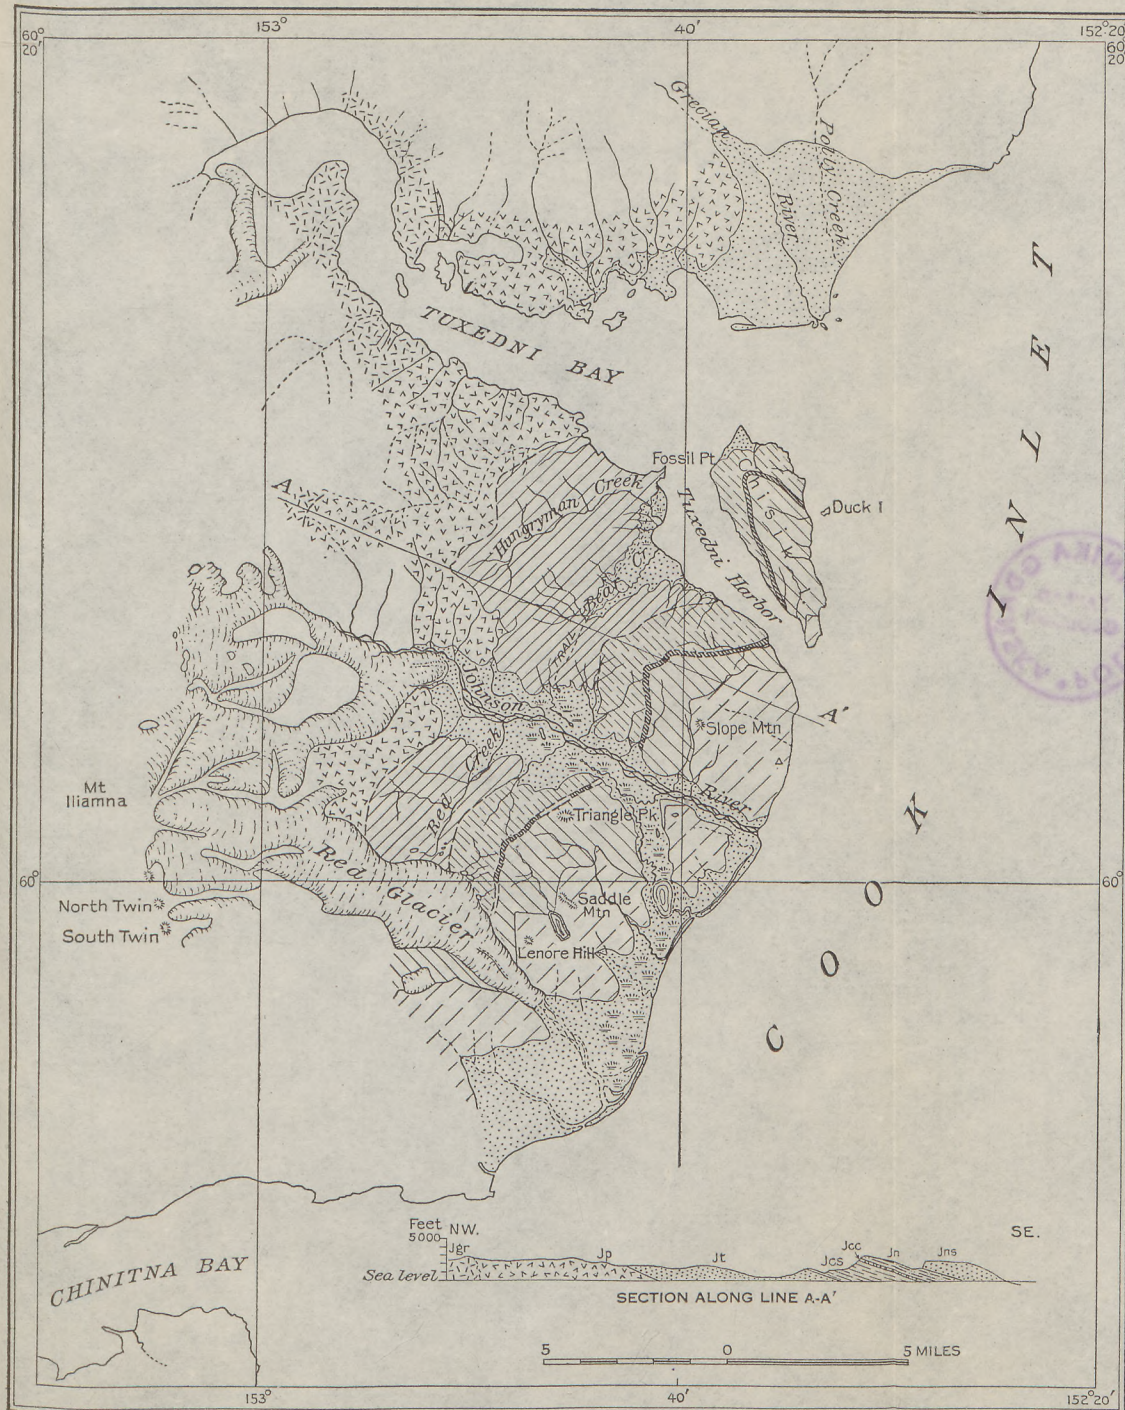 153°
40'
152°20'
60°
20'
60°
20'
Grecian
River
Polly Creek
TUXEDNI BAY
INLET
Fossil Pt
Chisik
Duck I
Hungryman Creek
Tuxedni Harbor
A
Bear Cr
TRAIL
Johnson
A'
Slope Mtn
Creek
Red
River
Mt
Iliamna
Triangle Pk
COOK
Red Glacier
60°
60°
North Twin
South Twin
Saddle
Mtn
Lenore Hill
CHINITNA BAY
Feet
5000
NW.
SE.
Jgr
Jp
Jt
Jcs
Jcc
Jn
Jns
Sea level
SECTION ALONG LINE A-A'
5
0
5 MILES
153°
40'
152°20'